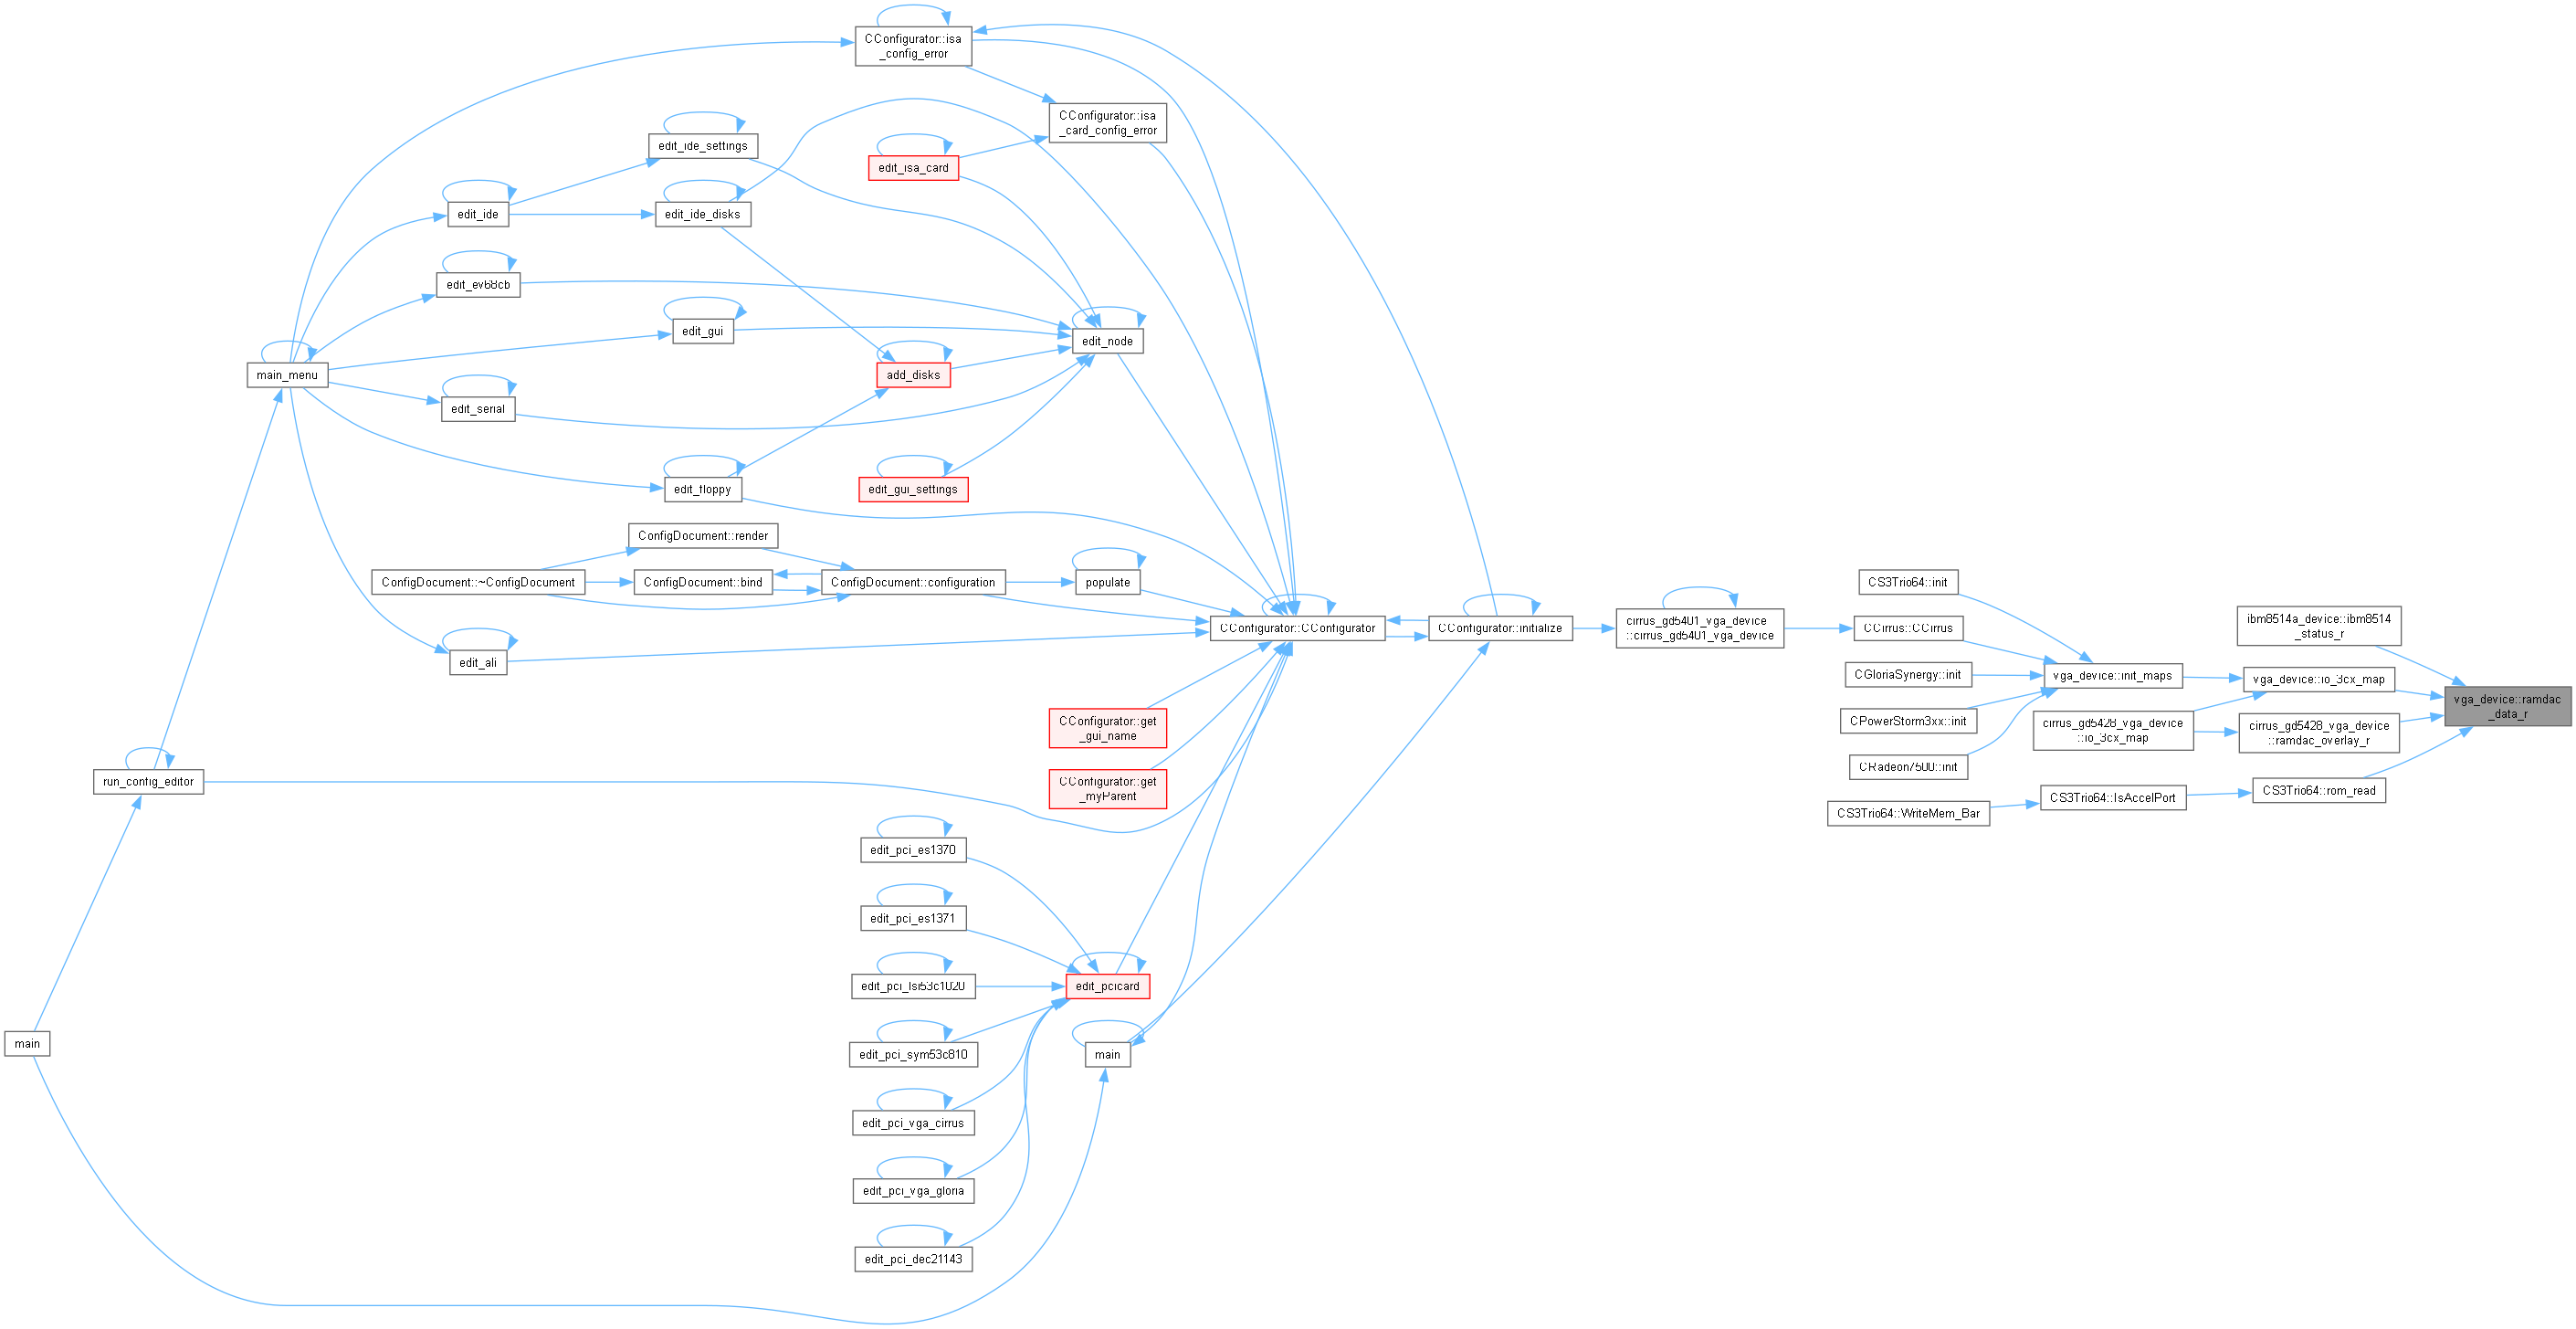 CConfigurator::isa
_config_error
CConfigurator::isa
_card_config_error
edit_ide_settings
edit_isa_card
edit_ide
edit_ide_disks
edit_ev68cb
edit_gui
edit_node
main_menu
add_disks
edit_serial
edit_floppy
edit_gui_settings
ConfigDocument::render
ConfigDocument::~ConfigDocument
ConfigDocument::bind
ConfigDocument::configuration
populate
CConfigurator::CConfigurator
CConfigurator::initialize
cirrus_gd5401_vga_device
::cirrus_gd5401_vga_device
CS3Trio64::init
CCirrus::CCirrus
ibm8514a_device::ibm8514
_status_r
edit_ali
CGloriaSynergy::init
vga_device::init_maps
vga_device::io_3cx_map
vga_device::ramdac
_data_r
CConfigurator::get
_gui_name
CPowerStorm3xx::init
cirrus_gd5428_vga_device
::io_3cx_map
cirrus_gd5428_vga_device
::ramdac_overlay_r
CRadeon7500::init
run_config_editor
CConfigurator::get
_myParent
CS3Trio64::WriteMem_Bar
CS3Trio64::IsAccelPort
CS3Trio64::rom_read
edit_pci_es1370
edit_pci_es1371
edit_pci_lsi53c1020
edit_pcicard
main
edit_pci_sym53c810
main
edit_pci_vga_cirrus
edit_pci_vga_gloria
edit_pci_dec21143